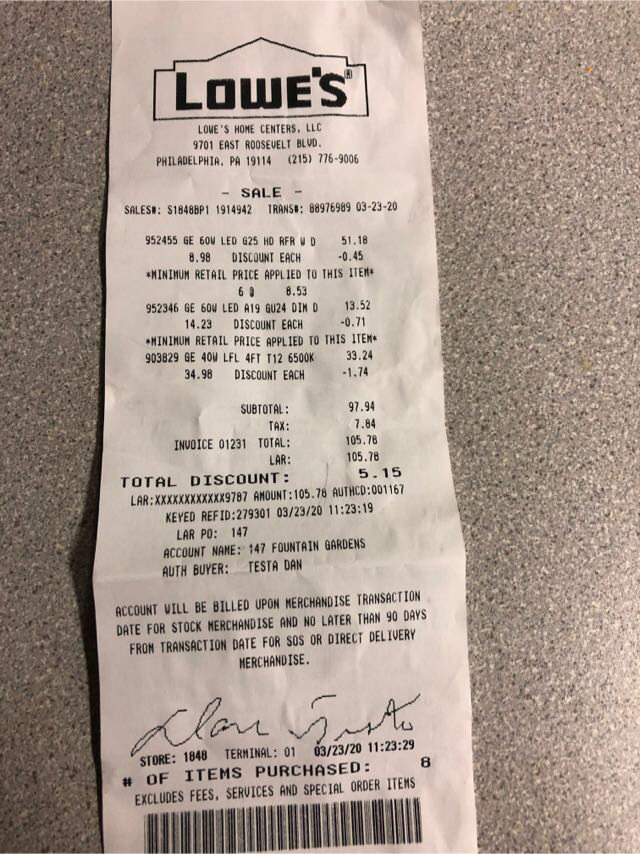 LOWE'S®
LOWE'S HOME CENTERS, LLC
9701 EAST ROOSEVELT BLVD.
PHILADELPHIA, PA 19114 (215) 776-9006
- SALE -
SALES#: S1848BP1 1914942 TRANS#: 88976989 03-23-20
952455 GE 60W LED G25 HD RFR W D 51.18
8.98 DISCOUNT EACH -0.45
*MINIMUM RETAIL PRICE APPLIED TO THIS ITEM*
6 @ 8.53
952346 GE 60W LED A19 GU24 DIM D 13.52
14.23 DISCOUNT EACH -0.71
*MINIMUM RETAIL PRICE APPLIED TO THIS ITEM*
903829 GE 40W LFL 4FT T12 6500K 33.24
34.98 DISCOUNT EACH -1.74
SUBTOTAL: 97.94
TAX: 7.84
INVOICE 01231 TOTAL: 105.78
LAR: 105.78
TOTAL DISCOUNT: 5.15
LAR:XXXXXXXXXXXX9787 AMOUNT:105.78 AUTHCD:001167
KEYED REFID:279301 03/23/20 11:23:19
LAR PO: 147
ACCOUNT NAME: 147 FOUNTAIN GARDENS
AUTH BUYER: TESTA DAN
ACCOUNT WILL BE BILLED UPON MERCHANDISE TRANSACTION
DATE FOR STOCK MERCHANDISE AND NO LATER THAN 90 DAYS
FROM TRANSACTION DATE FOR SOS OR DIRECT DELIVERY
MERCHANDISE.
STORE: 1848 TERMINAL: 01 03/23/20 11:23:29
# OF ITEMS PURCHASED: 8
EXCLUDES FEES, SERVICES AND SPECIAL ORDER ITEMS